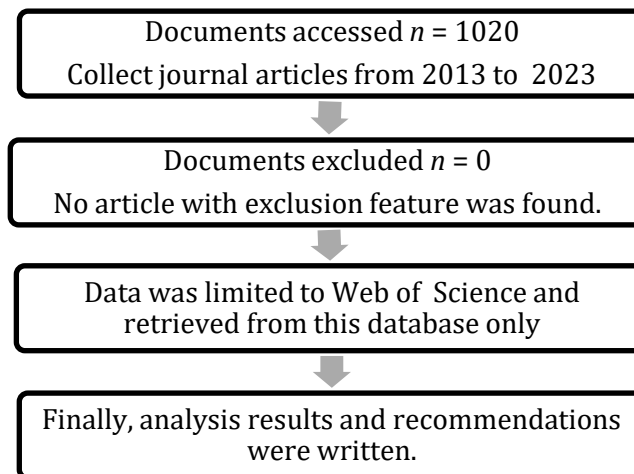 Documents accessed n = 1020
Collect journal articles from 2013 to 2023
Documents excluded n = 0
No article with exclusion feature was found.
Data was limited to Web of Science and
retrieved from this database only
Finally, analysis results and recommendations
were written.